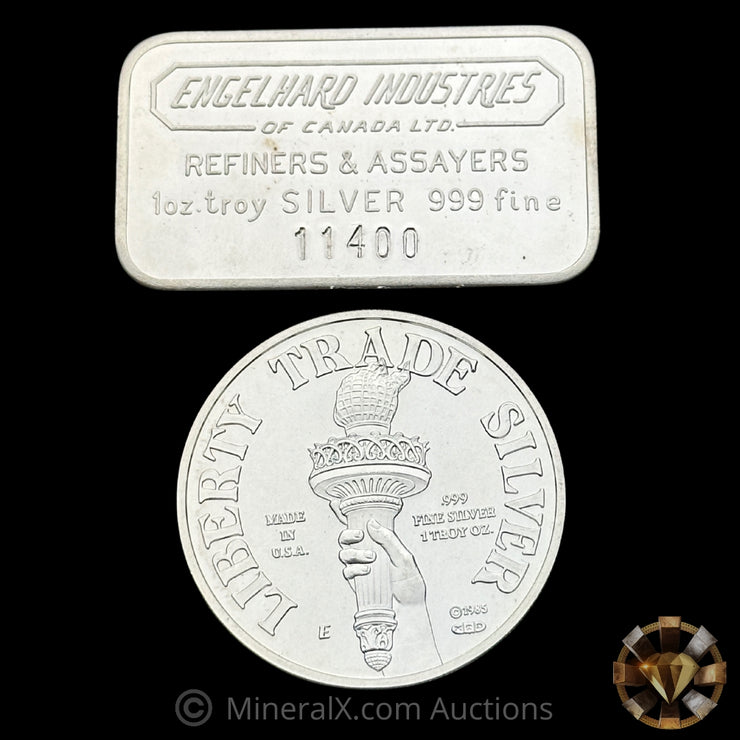 ENGELHARD INDUSTRIES
OF CANADA LTD.
REFINERS & ASSAYERS
1oz. troy SILVER 999 fine
11400
LIBERTY TRADE SILVER
MADE
IN
U.S.A.
.999
FINE SILVER
1 TROY OZ.
E
©1985
© MineralX.com Auctions